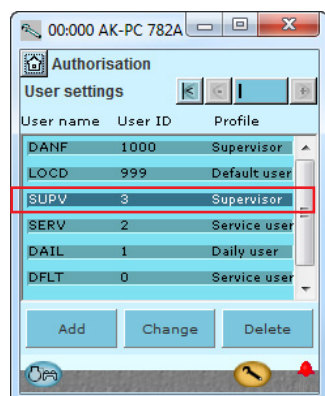 00:000 AK-PC 782A
Authorisation
User settings
User name User ID Profile
DANF 1000 Supervisor
LOCD 999 Default user
SUPV 3 Supervisor
SERV 2 Service user
DAIL 1 Daily user
DFLT 0 Service user
Add Change Delete